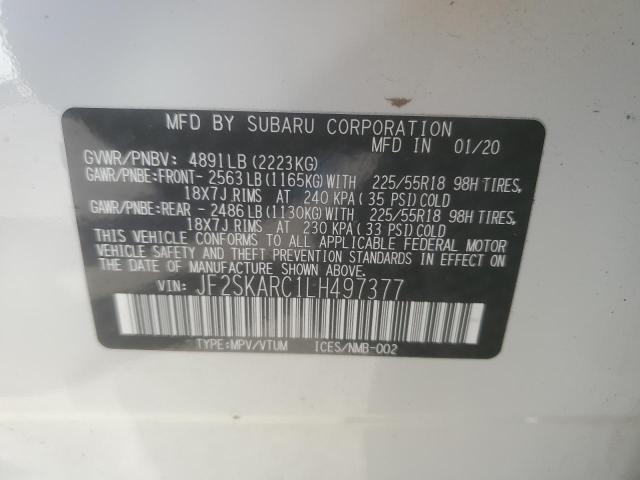 MFD BY SUBARU CORPORATION
MFD IN 01/20
GVWR/PNBV: 4891LB (2223KG)
GAWR/PNBE:FRONT- 2563LB(1165KG)WITH 225/55R18 98H TIRES,
18X7J RIMS AT 240 KPA( 35 PSI)COLD
GAWR/PNBE:REAR - 2486LB(1130KG)WITH 225/55R18 98H TIRES,
18X7J RIMS AT 230 KPA( 33 PSI)COLD
THIS VEHICLE CONFORMS TO ALL APPLICABLE FEDERAL MOTOR
VEHICLE SAFETY AND THEFT PREVENTION STANDARDS IN EFFECT
ON THE DATE OF MANUFACTURE SHOWN ABOVE.
VIN: JF2SKARC1LH497377
TYPE:MPV/VTUM ICES/NMB-002